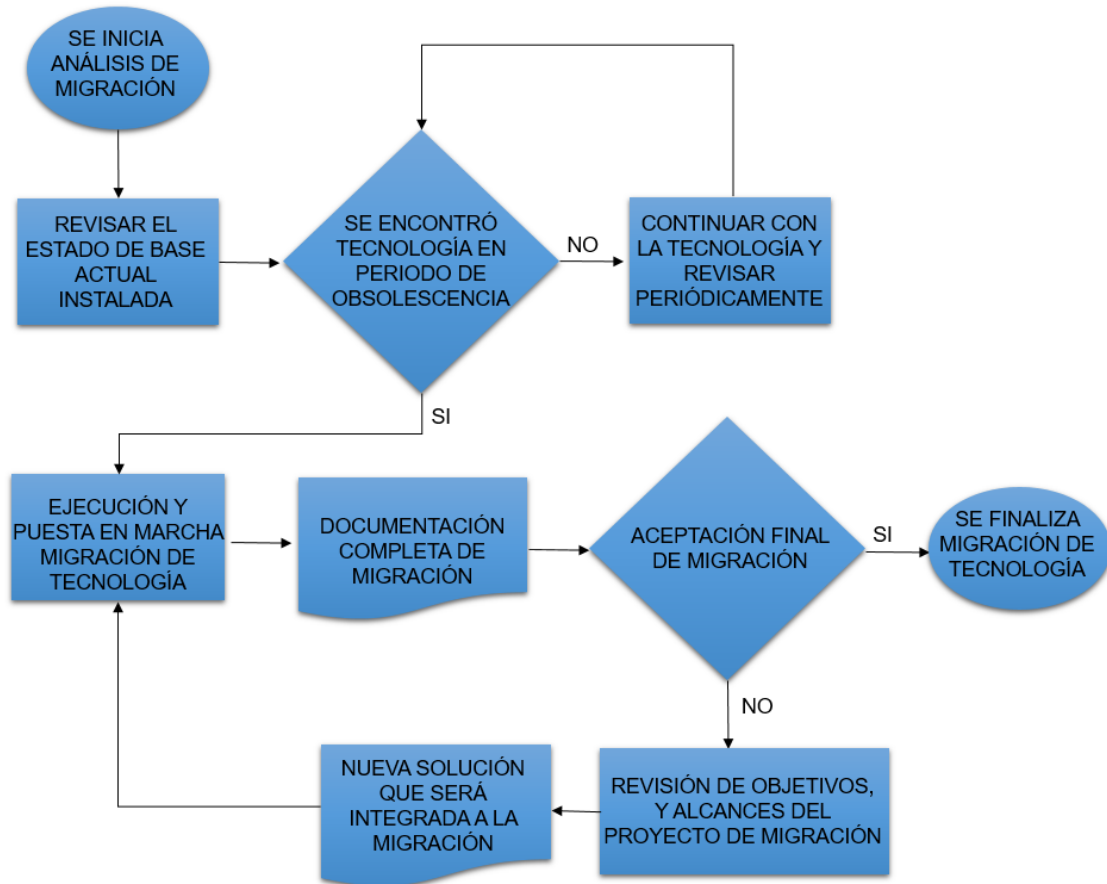 SE INICIA
ANÁLISIS DE
MIGRACIÓN
REVISAR EL
ESTADO DE BASE
ACTUAL
INSTALADA
SE ENCONTRÓ
TECNOLOGÍA EN
PERIODO DE
OBSOLESCENCIA
NO
CONTINUAR CON
LA TECNOLOGÍA Y
REVISAR
PERIÓDICAMENTE
SI
EJECUCIÓN Y
PUESTA EN MARCHA
MIGRACIÓN DE
TECNOLOGÍA
DOCUMENTACIÓN
COMPLETA DE
MIGRACIÓN
ACEPTACIÓN FINAL
DE MIGRACIÓN
SI
SE FINALIZA
MIGRACIÓN DE
TECNOLOGÍA
NO
REVISIÓN DE OBJETIVOS,
Y ALCANCES DEL
PROYECTO DE MIGRACIÓN
NUEVA SOLUCIÓN
QUE SERÁ
INTEGRADA A LA
MIGRACIÓN